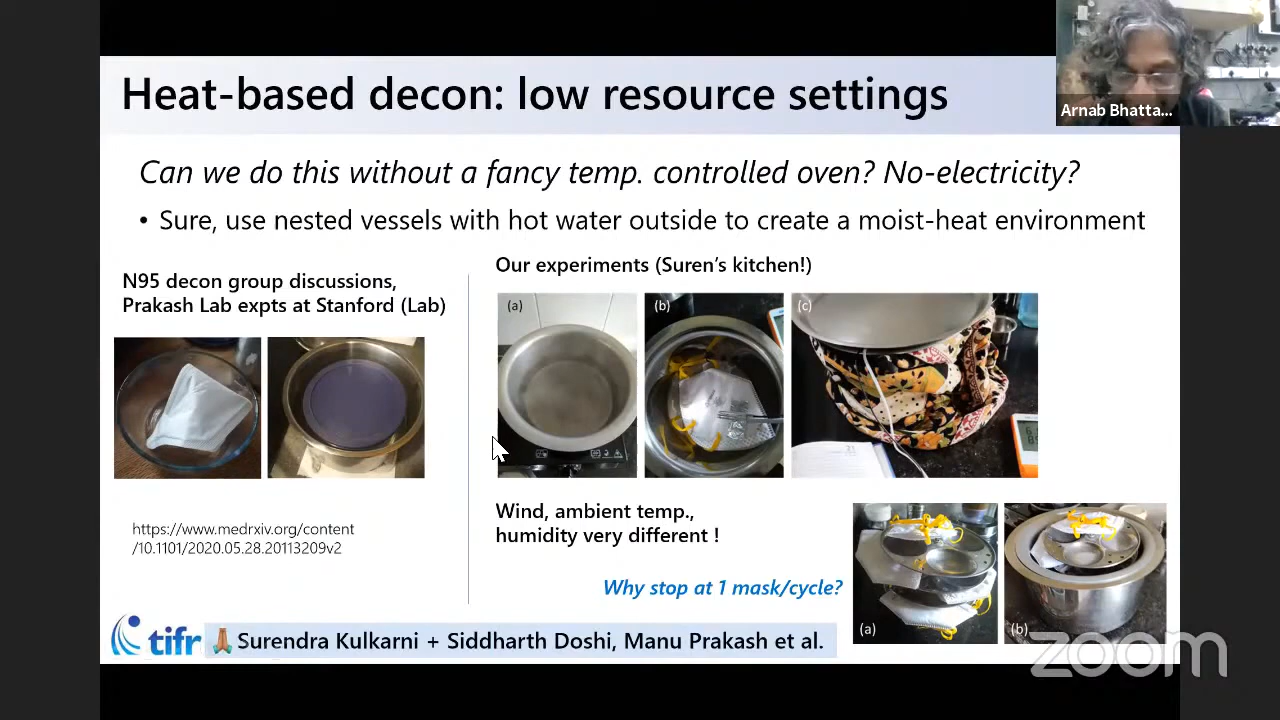 Heat-based decon: low resource settings
Arnab Bhatta...
Can we do this without a fancy temp. controlled oven? No-electricity?
• Sure, use nested vessels with hot water outside to create a moist-heat environment
N95 decon group discussions,
Prakash Lab expts at Stanford (Lab)
Our experiments (Suren's kitchen!)
(a)
(b)
(c)
https://www.medrxiv.org/content
/10.1101/2020.05.28.20113209v2
Wind, ambient temp.,
humidity very different !
Why stop at 1 mask/cycle?
(a)
(b)
tifr
🙏🏽Surendra Kulkarni + Siddharth Doshi, Manu Prakash et al.
zoom